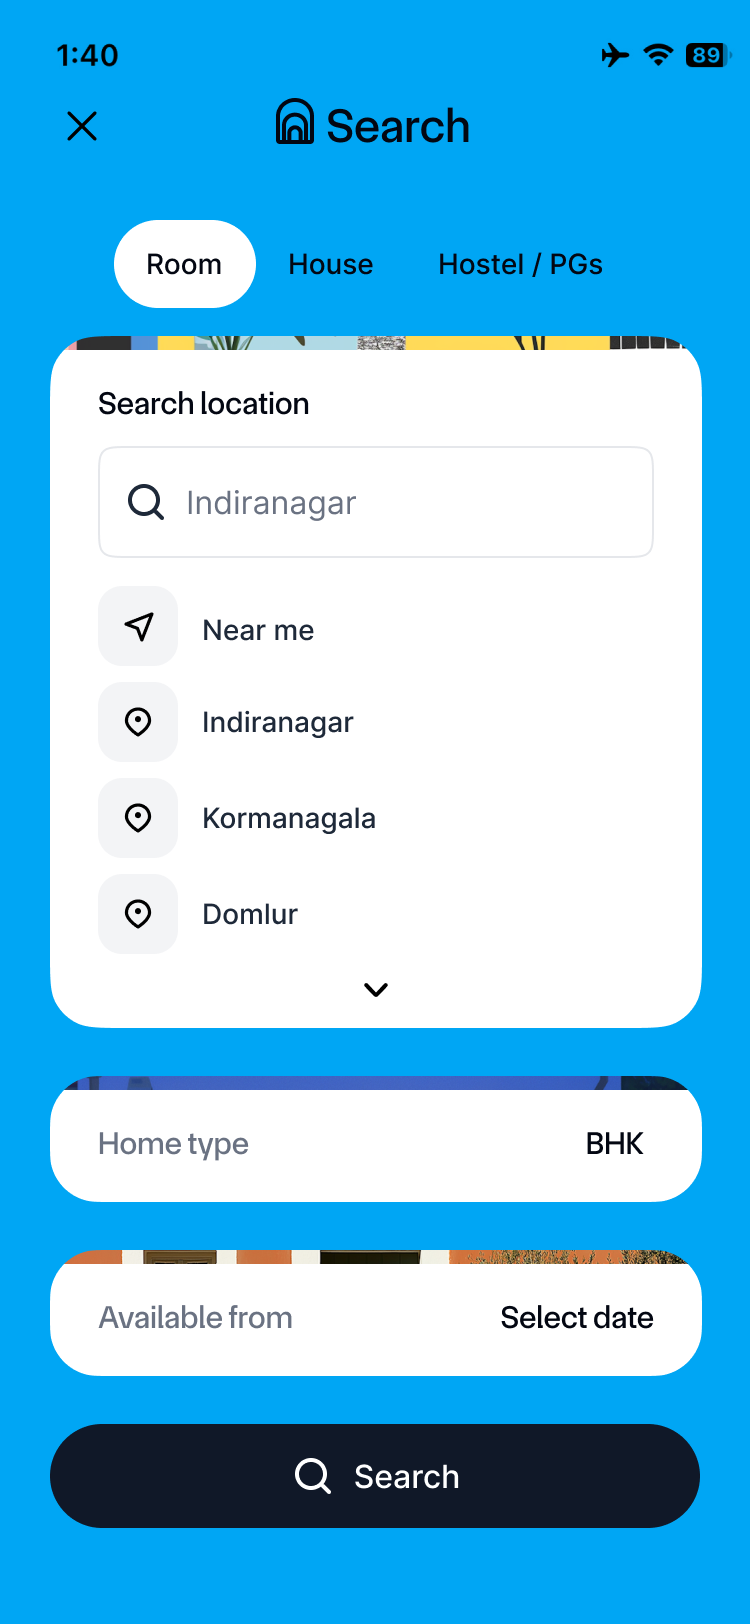 1:40
89
Search
Room
House
Hostel / PGs
Search location
Indiranagar
Near me
Indiranagar
Kormanagala
Domlur
Home type
BHK
Available from
Select date
Search